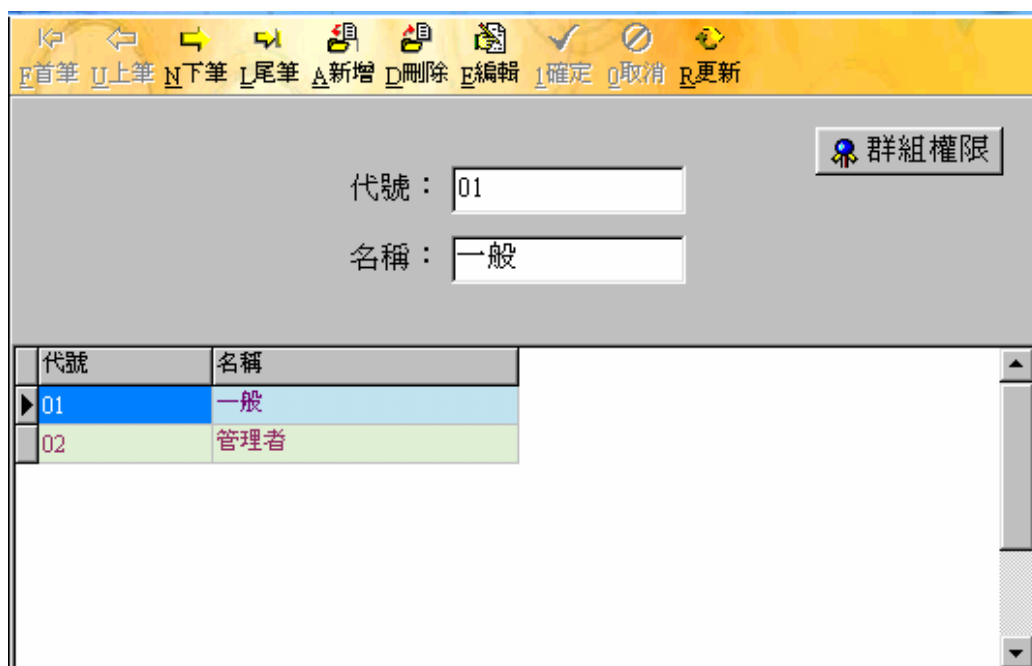 F首筆 U上筆 N下筆 L尾筆 A新增 D刪除 E編輯 1確定 0取消 R更新
群組權限
代號： 01
名稱： 一般
代號 名稱
01 一般
02 管理者